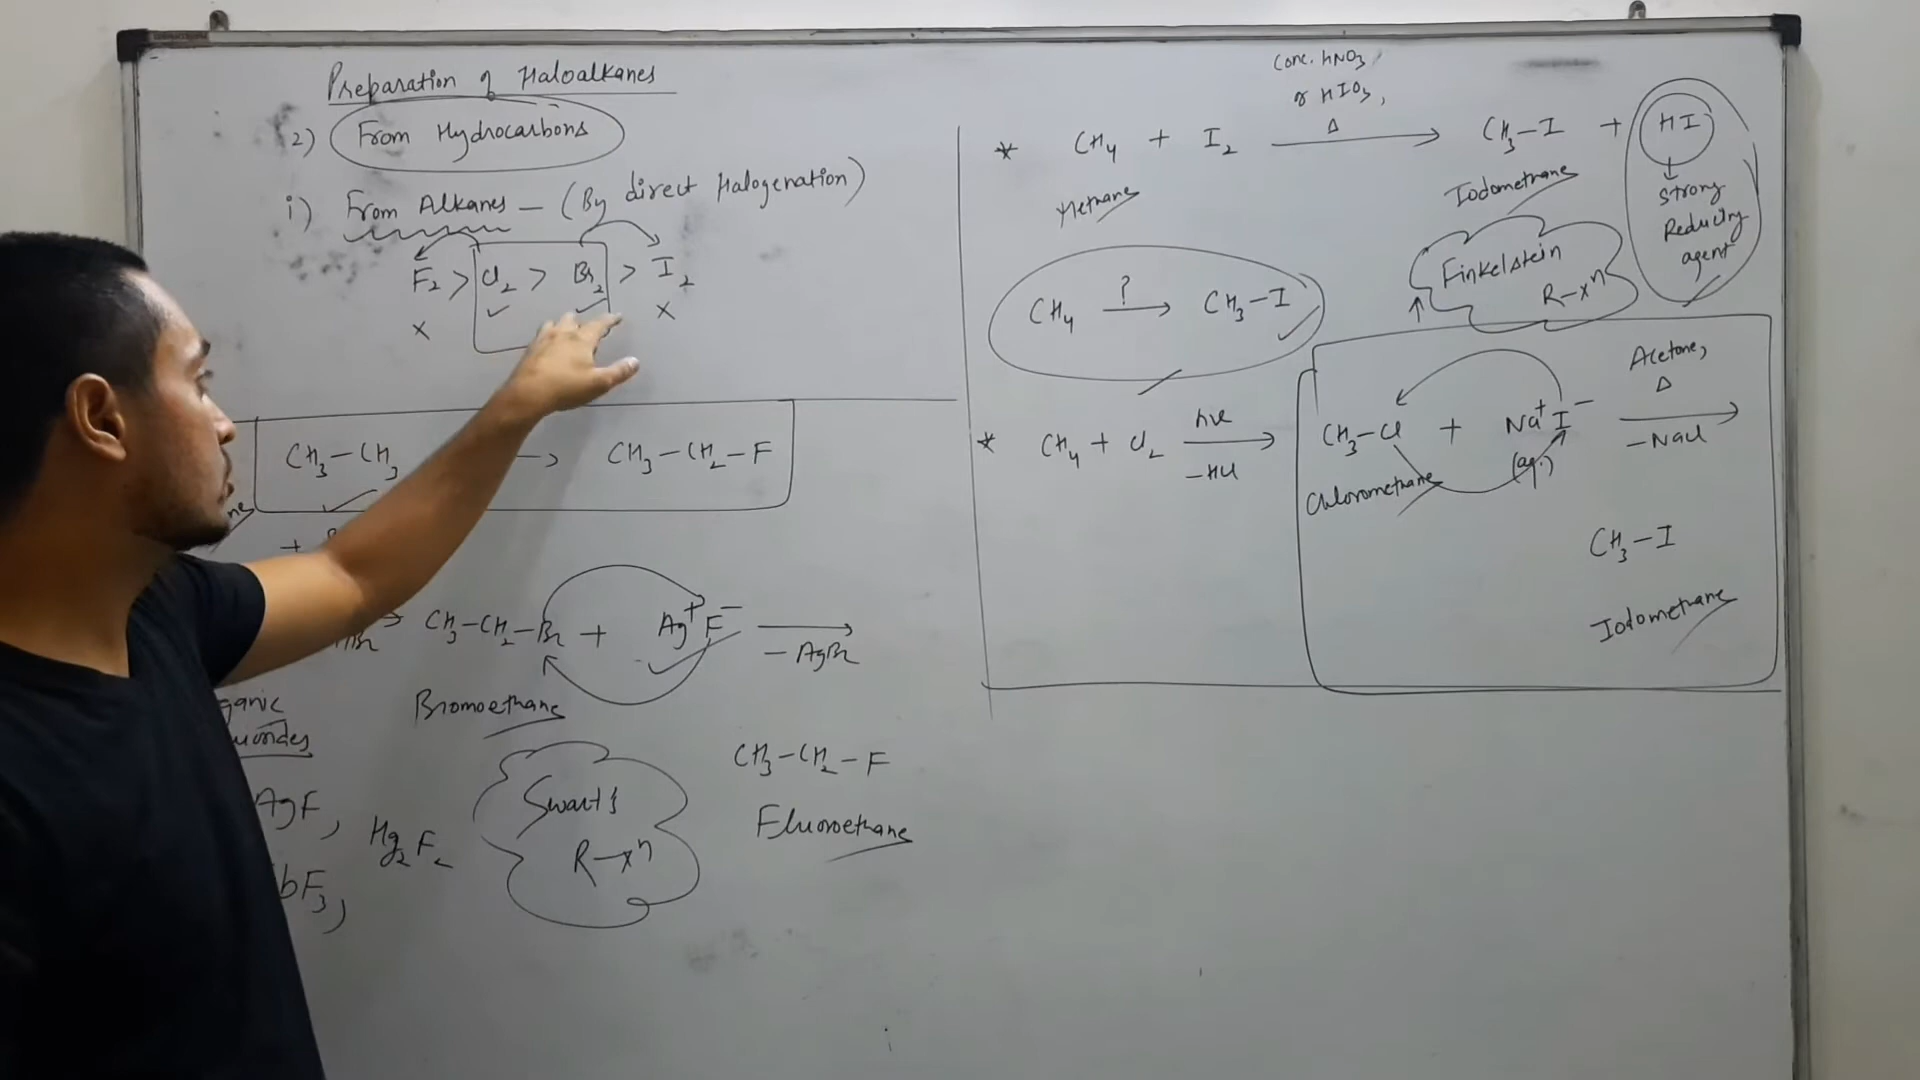 Preparation of Haloalkanes
2) From Hydrocarbons
i) From Alkanes – (By direct Halogenation)
F₂ > Cl₂ > Br₂ > I₂
CH₃–CH₃ → CH₃–CH₂–F
+
CH₃–CH₂–Br + Ag⁺F⁻ →
– AgBr
Bromoethane
CH₃–CH₂–F
Fluoroethane
AgF,
Hg₂F₂
bF₃,
Swarts
R–xⁿ
Conc. HNO₃
or HIO₃,
Δ
* CH₄ + I₂ → CH₃–I + HI
Methane
Iodomethane
Strong
Reducing
agent
CH₄ ?→ CH₃–I
Finkelstein
R–xⁿ
* CH₄ + Cl₂ hν→ CH₃–Cl + Na⁺I⁻ Acetone, Δ→
–HCl
–NaCl
Chloromethane
(aq.)
CH₃–I
Iodomethane